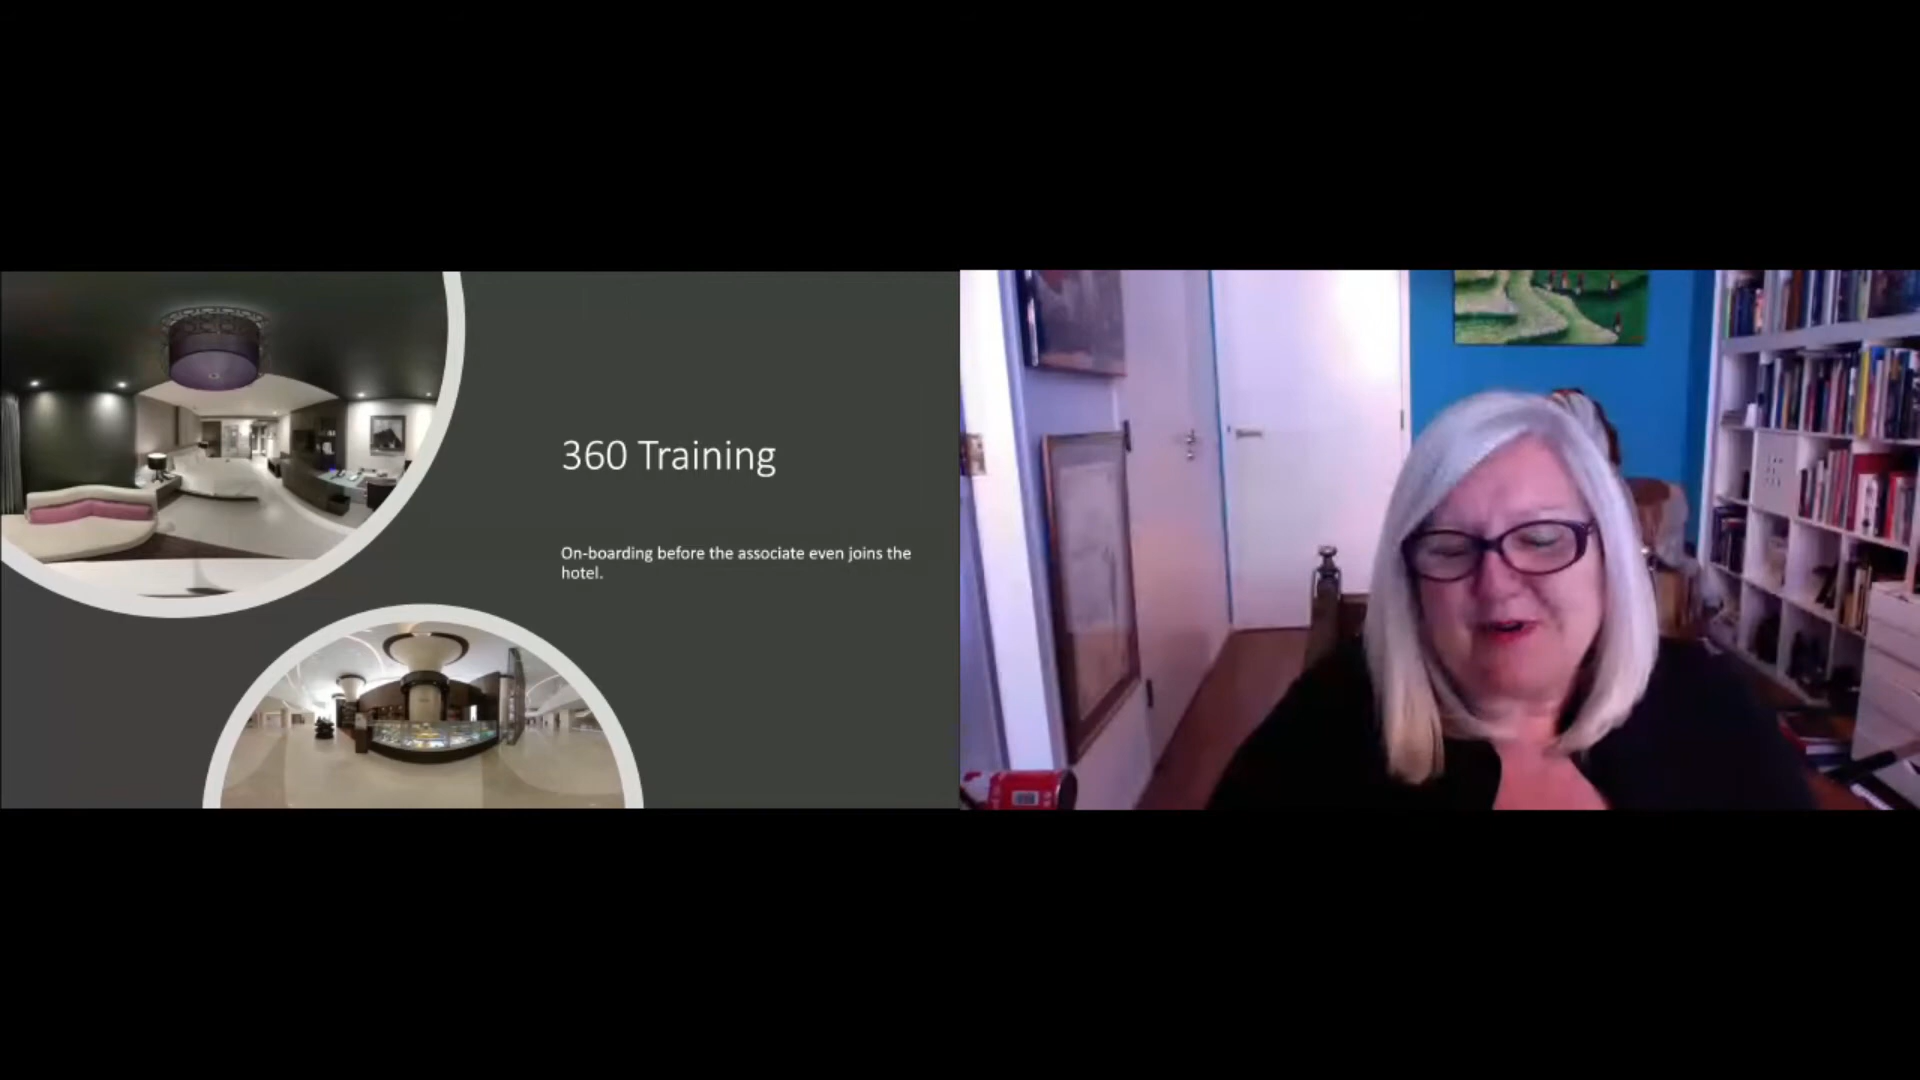 360 Training
On-boarding before the associate even joins the
hotel.